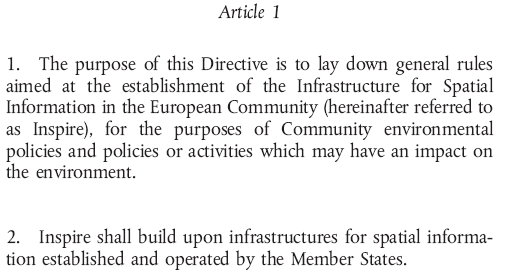 Article 1
1. The purpose of this Directive is to lay down general rules
aimed at the establishment of the Infrastructure for Spatial
Information in the European Community (hereinafter referred to
as Inspire), for the purposes of Community environmental
policies and policies or activities which may have an impact on
the environment.
2. Inspire shall build upon infrastructures for spatial informa-
tion established and operated by the Member States.